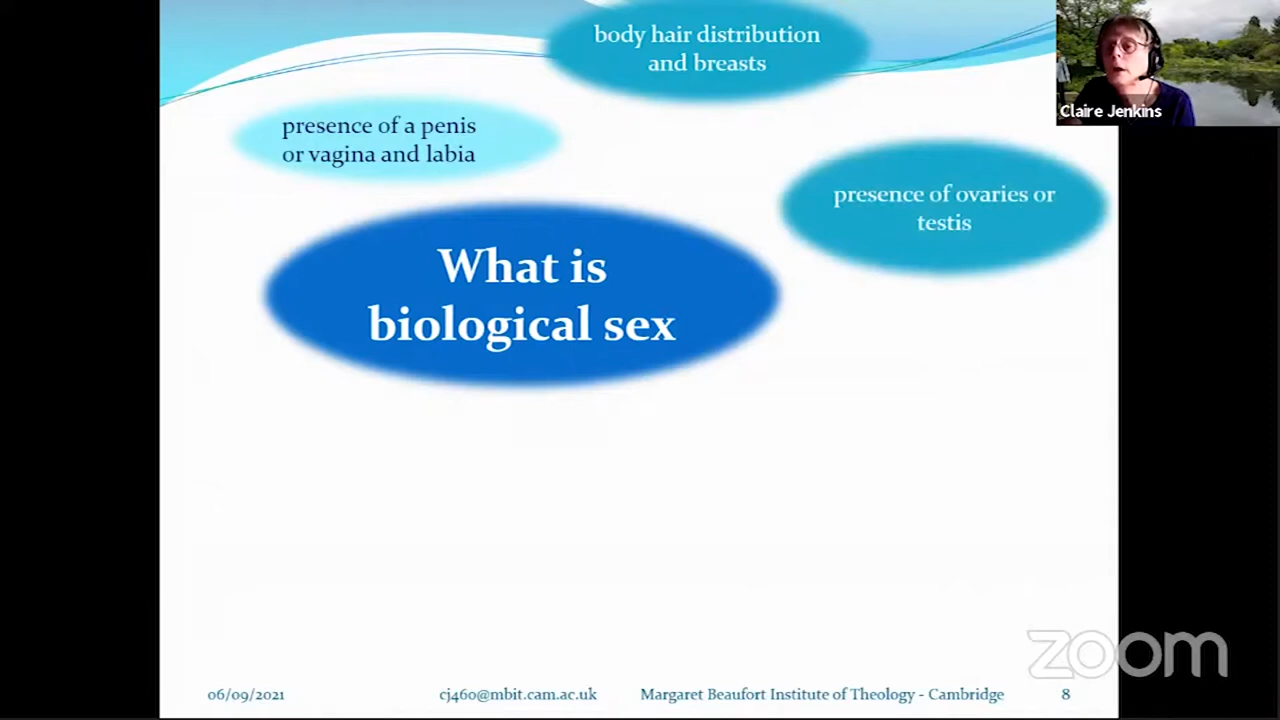 body hair distribution
and breasts
Claire Jenkins
presence of a penis
or vagina and labia
presence of ovaries or
testis
What is
biological sex
zoom
06/09/2021
cj460@mbit.cam.ac.uk
Margaret Beaufort Institute of Theology - Cambridge
8